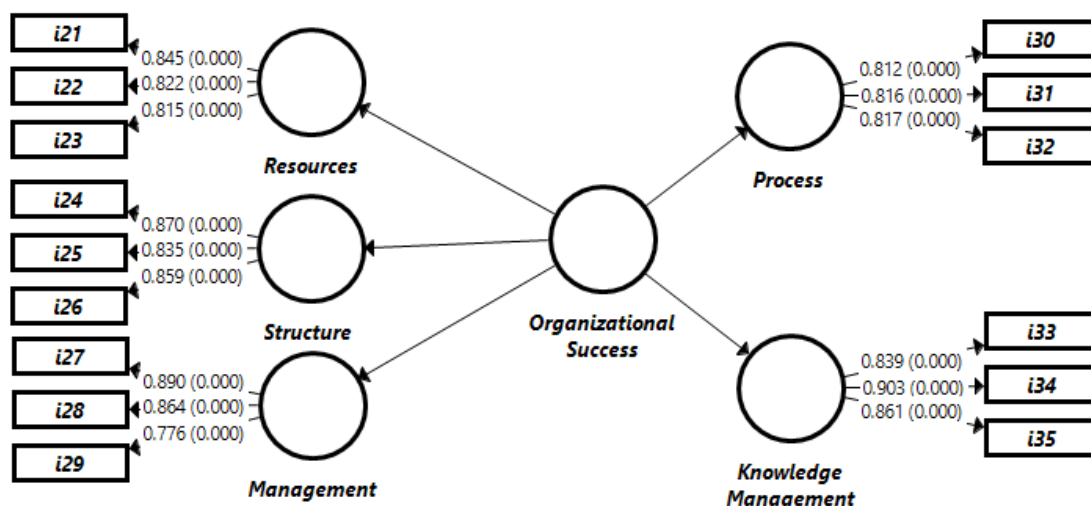 i21
i22
i23
0.845 (0.000)
0.822 (0.000)
0.815 (0.000)
Resources
i24
i25
i26
0.870 (0.000)
0.835 (0.000)
0.859 (0.000)
Structure
i27
i28
i29
0.890 (0.000)
0.864 (0.000)
0.776 (0.000)
Management
Organizational
Success
i30
i31
i32
0.812 (0.000)
0.816 (0.000)
0.817 (0.000)
Process
i33
i34
i35
0.839 (0.000)
0.903 (0.000)
0.861 (0.000)
Knowledge
Management